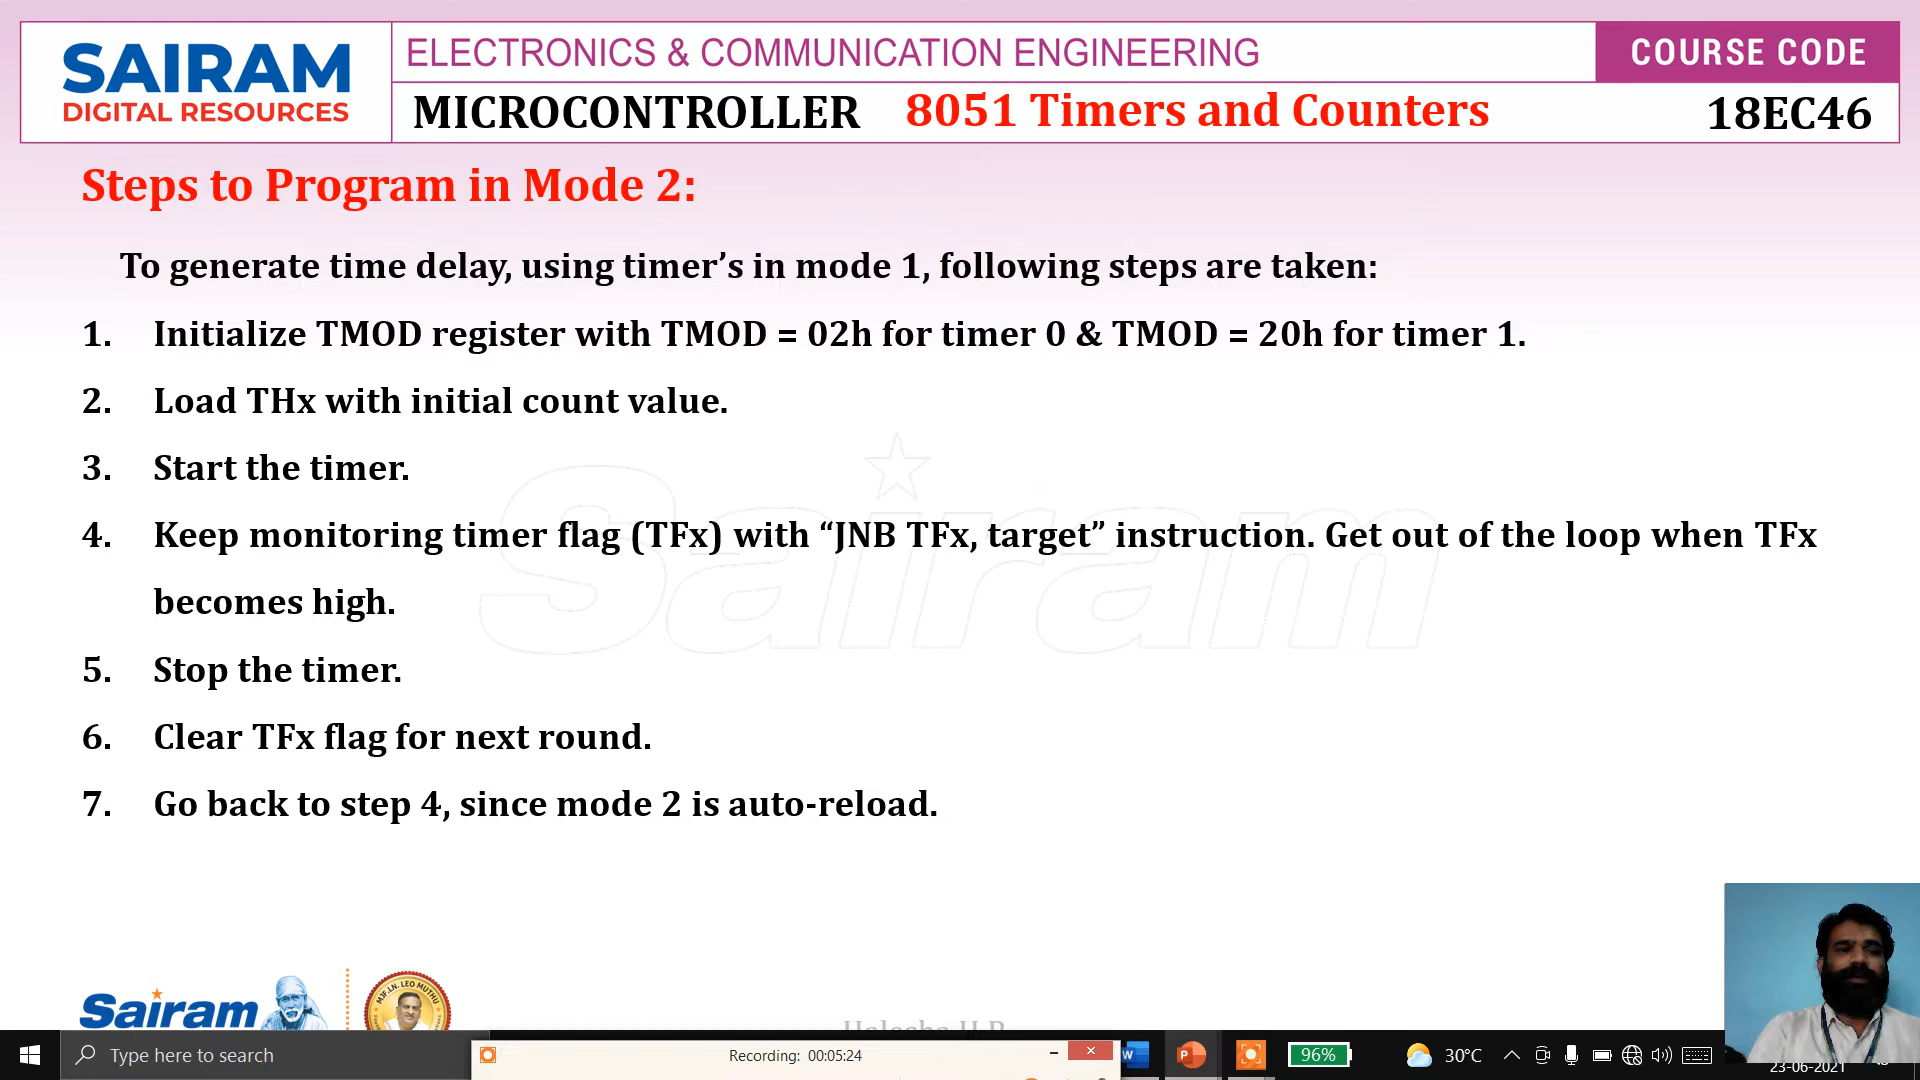 SAIRAM
DIGITAL RESOURCES
ELECTRONICS & COMMUNICATION ENGINEERING
COURSE CODE
MICROCONTROLLER 8051 Timers and Counters 18EC46
Steps to Program in Mode 2:
To generate time delay, using timer’s in mode 1, following steps are taken:
1. Initialize TMOD register with TMOD = 02h for timer 0 & TMOD = 20h for timer 1.
2. Load THx with initial count value.
3. Start the timer.
4. Keep monitoring timer flag (TFx) with “JNB TFx, target” instruction. Get out of the loop when TFx
becomes high.
5. Stop the timer.
6. Clear TFx flag for next round.
7. Go back to step 4, since mode 2 is auto-reload.
Sairam
Sairam
MJF.LN. LEO MUTHU
Type here to search
Recording: 00:05:24
96%
30°C
23-06-2021